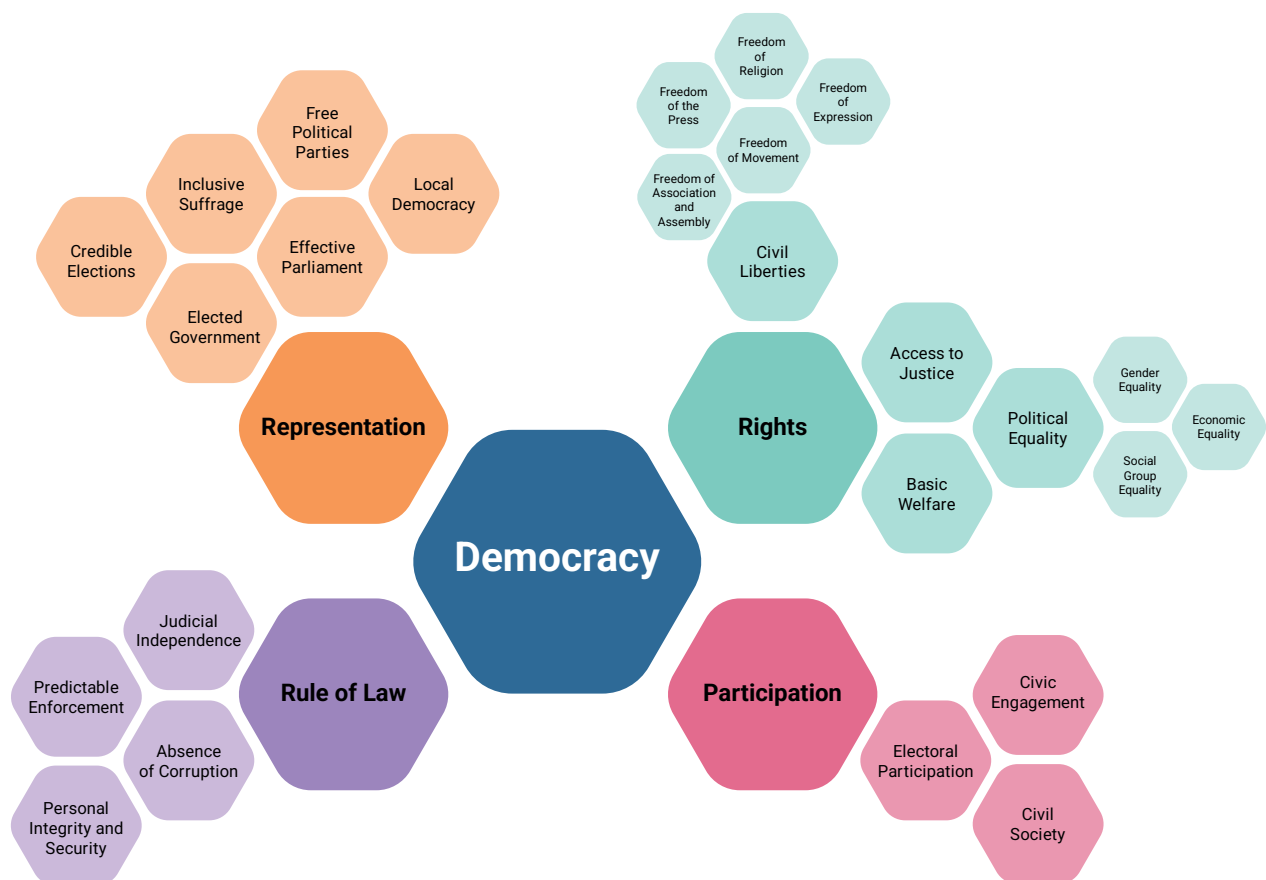 Free
Political
Parties
Inclusive
Suffrage
Local
Democracy
Credible
Elections
Effective
Parliament
Elected
Government
Representation
Freedom
of
Religion
Freedom
of the
Press
Freedom
of
Expression
Freedom
of Movement
Freedom of
Association
and
Assembly
Civil
Liberties
Rights
Access to
Justice
Political
Equality
Basic
Welfare
Gender
Equality
Economic
Equality
Social
Group
Equality
Democracy
Judicial
Independence
Rule of Law
Predictable
Enforcement
Absence
of Corruption
Personal
Integrity and
Security
Participation
Civic
Engagement
Electoral
Participation
Civil
Society